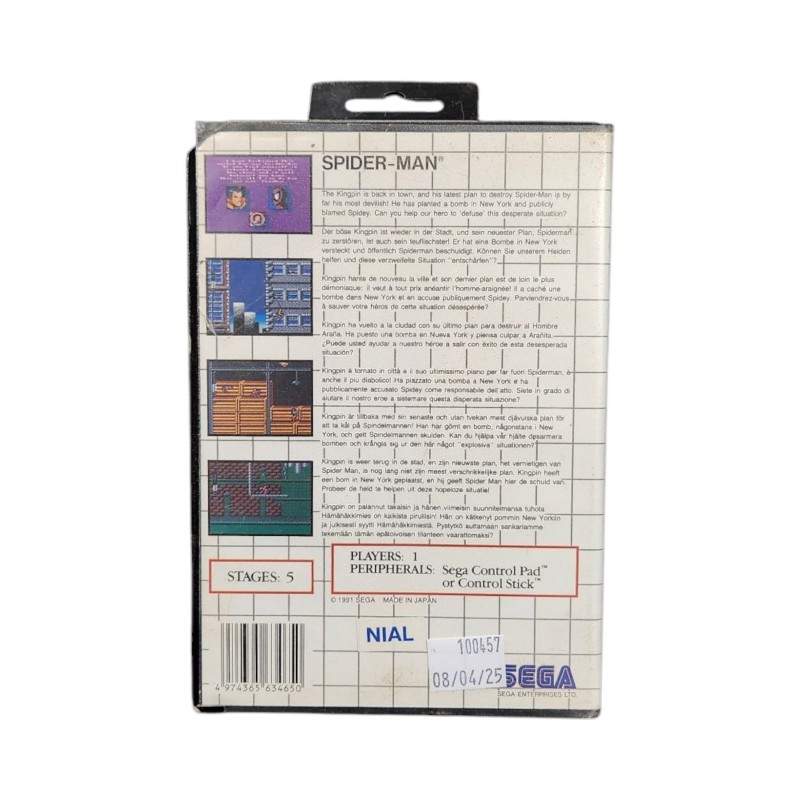 SPIDER-MAN®
The Kingpin is back in town, and his latest plan to destroy Spider-Man is by
far his most devilish! He has planted a bomb in New York and publicly
blamed Spidey. Can you help our hero to 'defuse' this desperate situation?
Der böse Kingpin ist wieder in der Stadt, und sein neuester Plan, Spiderman
zu zerstören, ist auch sein teuflischster! Er hat eine Bombe in New York
versteckt und öffentlich Spiderman beschuldigt. Können Sie unserem Helden
helfen und diese verzweifelte Situation "entschärfen"?
Kingpin hante de nouveau la ville et son dernier plan est de loin le plus
démoniaque: il veut à tout prix anéantir l'homme-araignée! Il a caché une
bombe dans New York et en accuse publiquement Spidey. Parviendrez-vous
à sauver votre héros de cette situation désespérée?
Kingpin ha vuelto a la ciudad con su último plan para destruir al Hombre
Araña. Ha puesto una bomba en Nueva York y piensa culpar a Arañita.
¿Puede usted ayudar a nuestro héroe a salir con éxito de esta desesperada
situación?
Kingpin è tornato in città e il suo ultimissimo piano per far fuori Spiderman, è
anche il piu diabolico! Ha piazzato una bomba a New York e ha
pubblicamente accusato Spidey come responsabile dell'atto. Siete in grado di
aiutare il nostro eroe a sistemare questa disperata situazione?
Kingpin är tillbaka med sin senaste och utan tvekan mest djävulska plan för
att ta kål på Spindelmannen! Han har gömt en bomb, någonstans i New
York, och gett Spindelmannen skulden. Kan du hjälpa vår hjälte desarmera
bomben och krångla sig ur den här något "explosiva" situationen?
Kingpin is weer terug in de stad, en zijn nieuwste plan, het vernietigen van
Spider Man, is nog lang niet zijn meest verschrikkelijke plan. Kingpin heeft
een bom in New York geplaatst, en hij geeft Spider Man hier de schuld van.
Probeer de held te helpen uit deze hopeloze situatie!
Kingpin on palannut takaisin ja hänen viimeisin suunnitelmansa tuhota
Hämähäkkimies on kaikista pirullisin! Hän on kätkenyt pommin New Yorkiin
ja julkisesti syytti Hämähäkkimiestä. Pystytkö auttamaan sankariamme
tekemään tämän epätoivoisen tilanteen vaarattomaksi?
STAGES: 5
PLAYERS: 1
PERIPHERALS: Sega Control Pad™
or Control Stick™
© 1991 SEGA MADE IN JAPAN
NIAL
100457
08/04/25
4 974365 634650
SEGA
SEGA ENTERPRISES LTD.